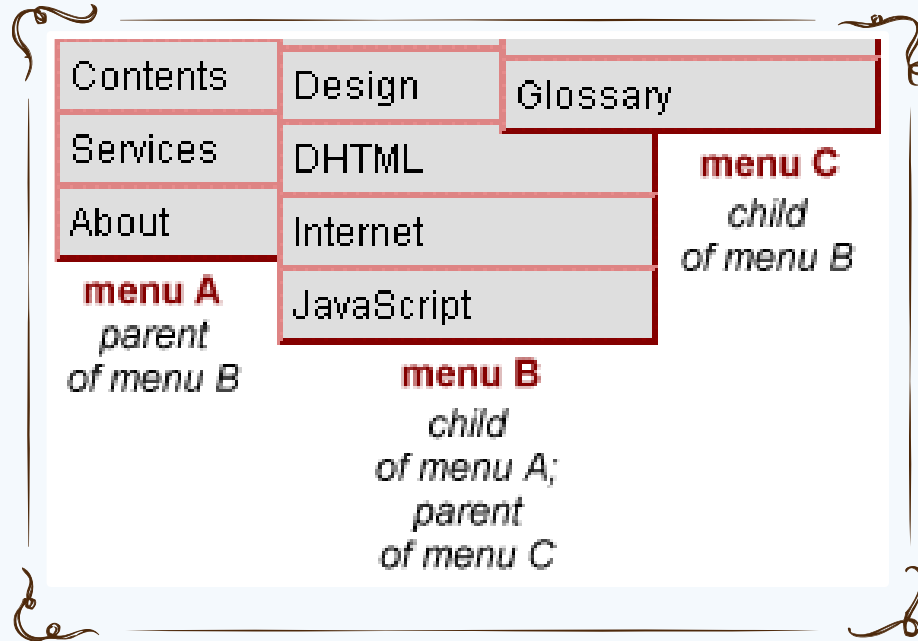 Contents
Services
About
menu A
parent
of menu B
Design
DHTML
Internet
JavaScript
menu B
child
of menu A;
parent
of menu C
Glossary
menu C
child
of menu B